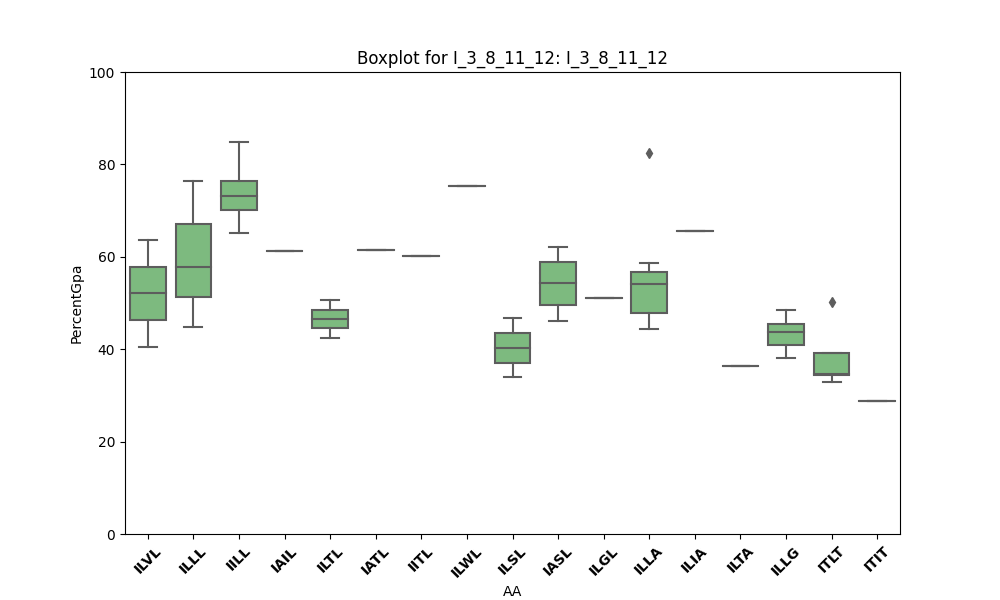 Boxplot for I_3_8_11_12: I_3_8_11_12
100
80
60
40
20
0
PercentGpa
ILVL ILLL IILL IAIL ILTL IATL IITL ILWL ILSL IASL ILGL ILLA ILIA ILTA ILLG ITLT ITIT
AA